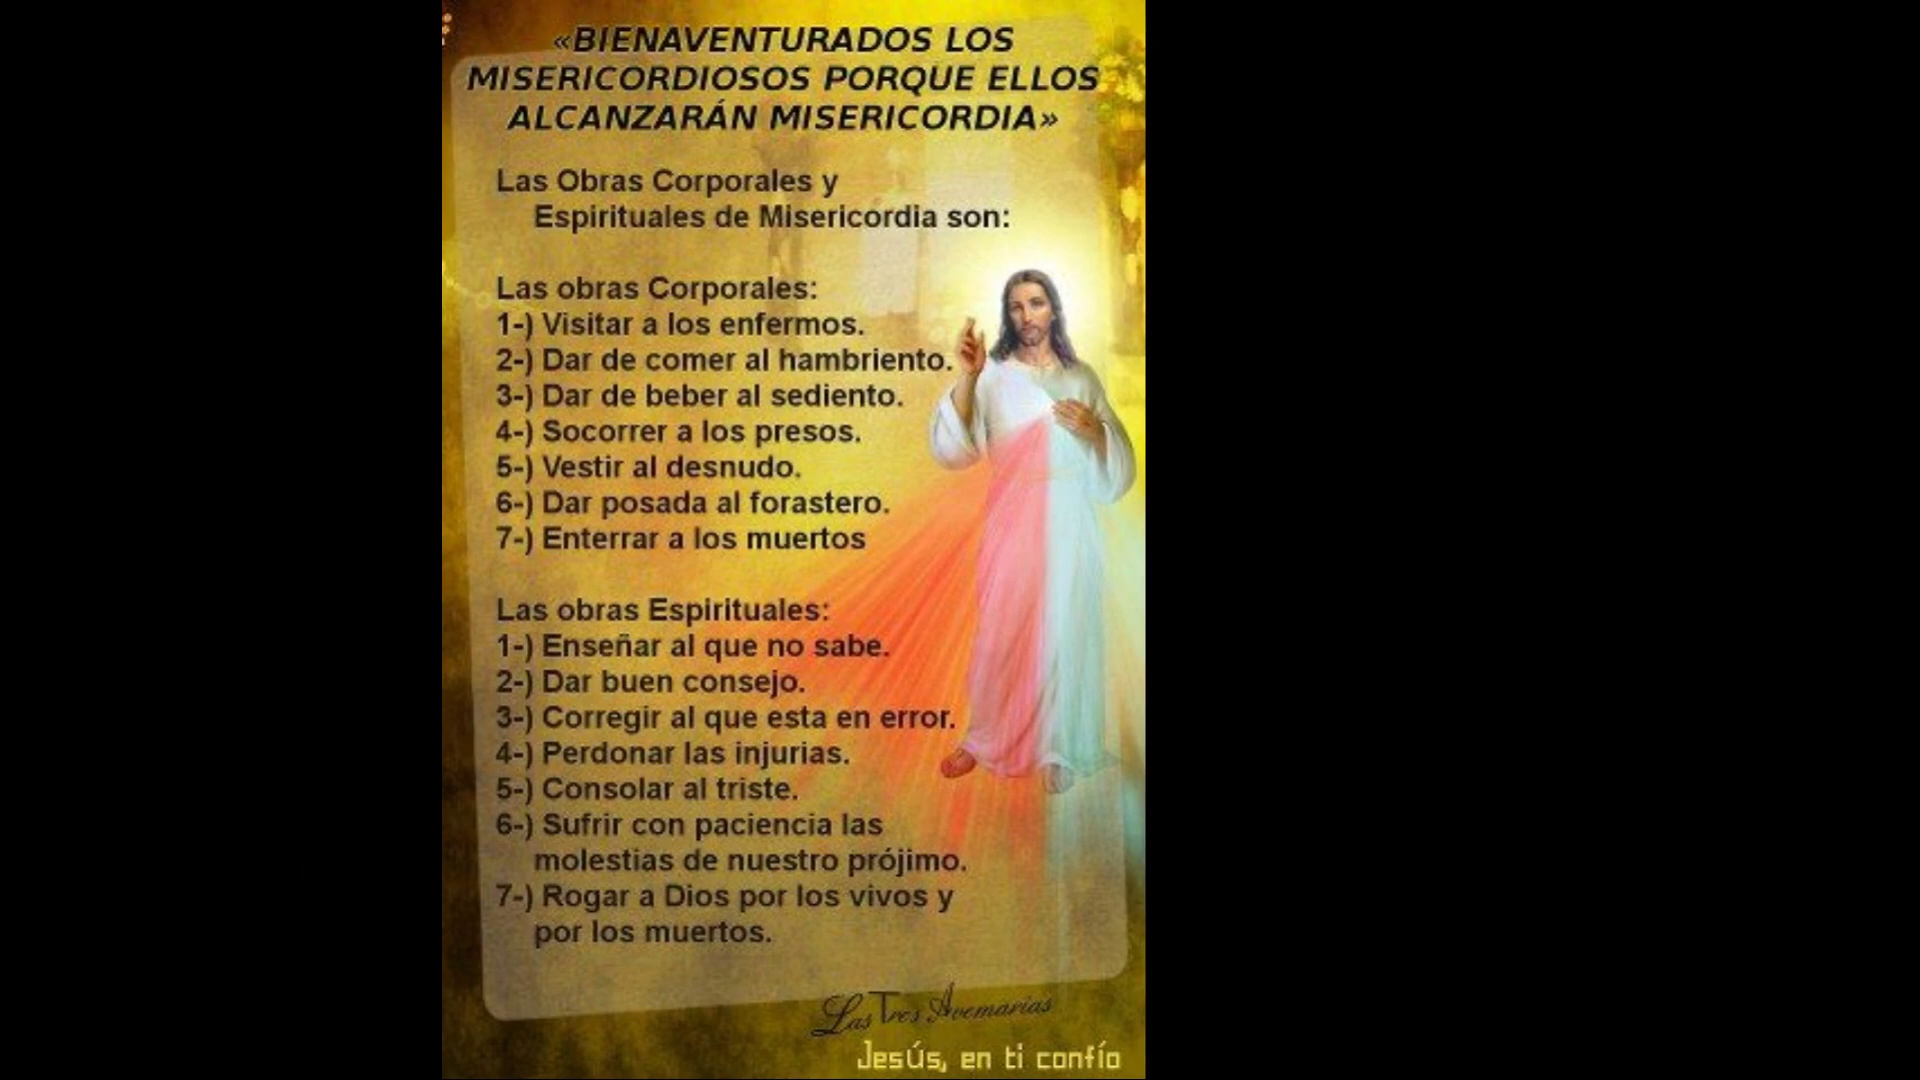 «BIENAVENTURADOS LOS
MISERICORDIOSOS PORQUE ELLOS
ALCANZARÁN MISERICORDIA»
Las Obras Corporales y
Espirituales de Misericordia son:
Las obras Corporales:
1-) Visitar a los enfermos.
2-) Dar de comer al hambriento.
3-) Dar de beber al sediento.
4-) Socorrer a los presos.
5-) Vestir al desnudo.
6-) Dar posada al forastero.
7-) Enterrar a los muertos
Las obras Espirituales:
1-) Enseñar al que no sabe.
2-) Dar buen consejo.
3-) Corregir al que esta en error.
4-) Perdonar las injurias.
5-) Consolar al triste.
6-) Sufrir con paciencia las
molestias de nuestro prójimo.
7-) Rogar a Dios por los vivos y
por los muertos.
Las Tres Avemarías
Jesús, en ti confío